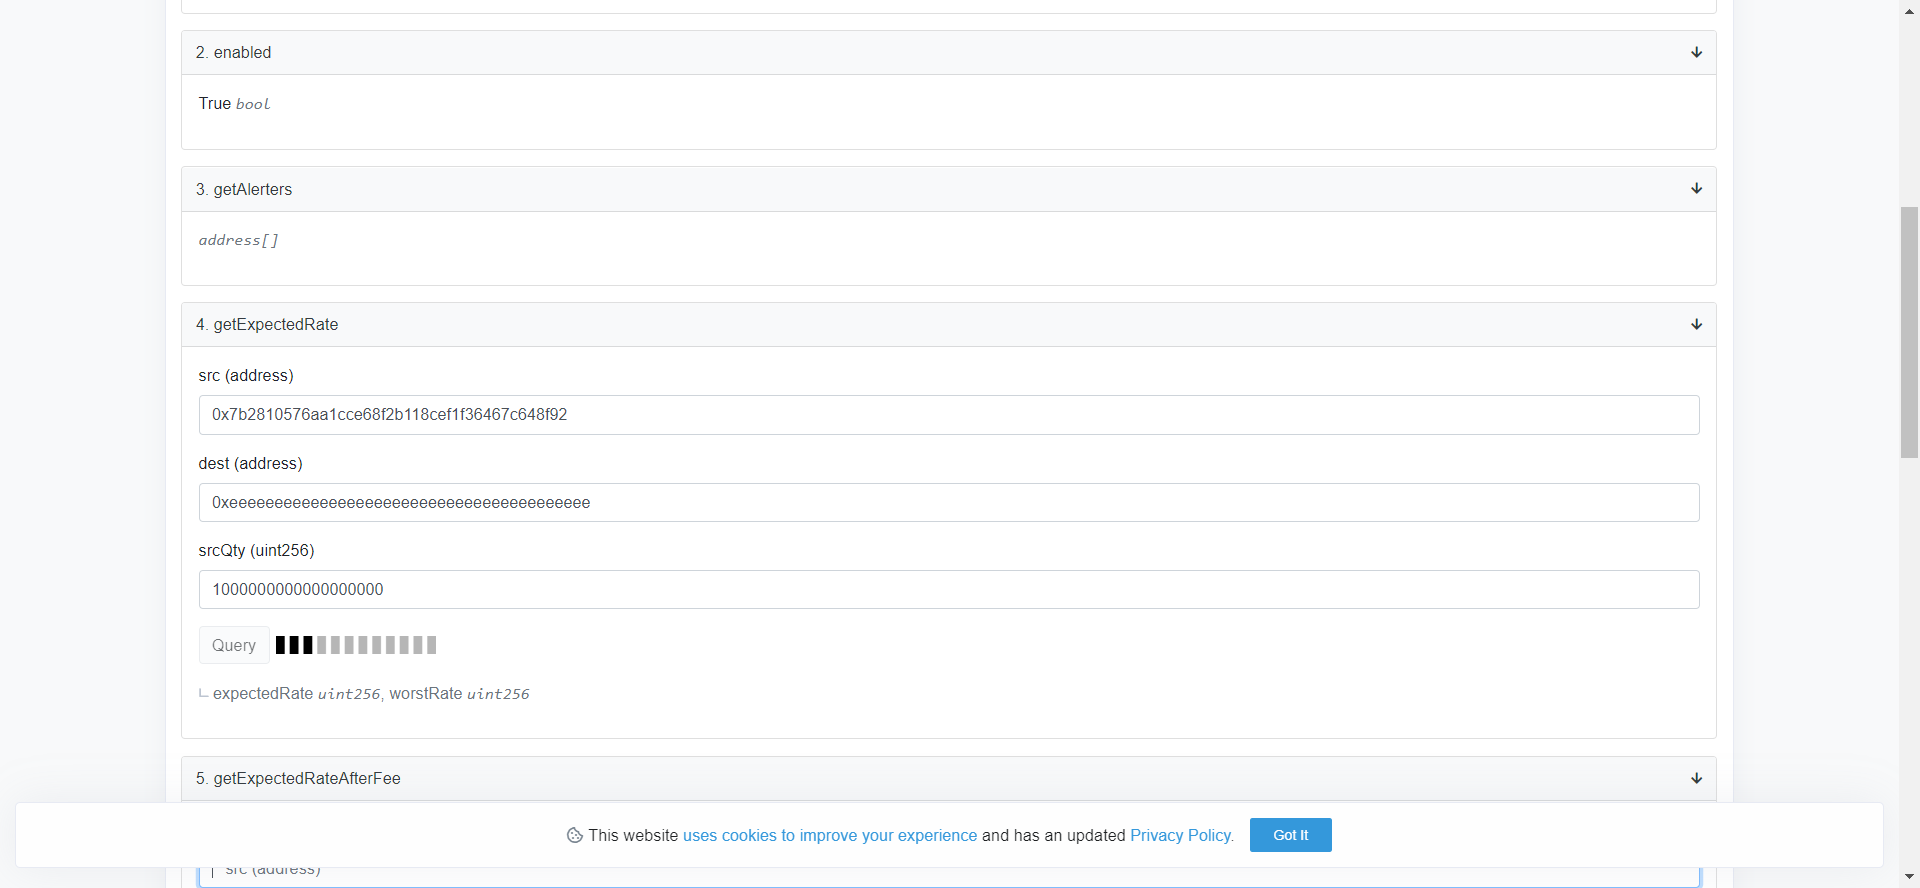 2. enabled
True bool
3. getAlerters
address[]
4. getExpectedRate
src (address)
0x7b2810576aa1cce68f2b118cef1f36467c648f92
dest (address)
0xeeeeeeeeeeeeeeeeeeeeeeeeeeeeeeeeeeeeeeee
srcQty (uint256)
1000000000000000000
Query
expectedRate uint256, worstRate uint256
5. getExpectedRateAfterFee
This website uses cookies to improve your experience and has an updated Privacy Policy. Got It
src (address)